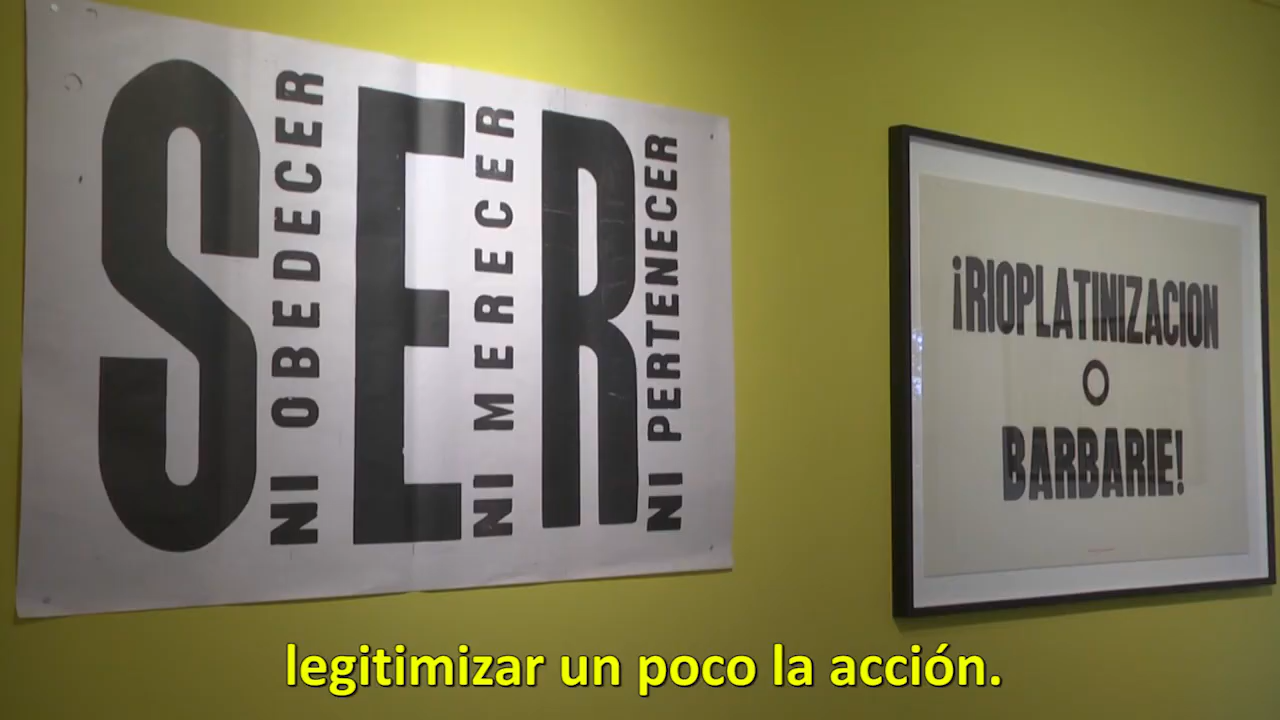 SER
NI OBEDECER
NI MERECER
NI PERTENECER
¡RIOPLATINIZACION
O
BARBARIE!
legitimizar un poco la acción.